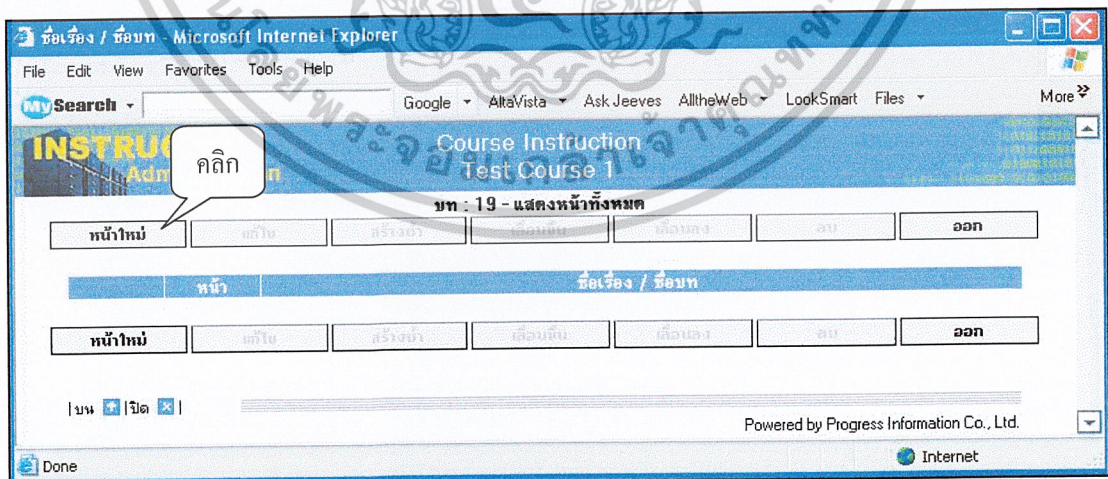 ชื่อเรื่อง / ชื่อบท - Microsoft Internet Explorer
File Edit View Favorites Tools Help
My Search Google AltaVista Ask Jeeves AlltheWeb LookSmart Files More
Course Instruction
คลิก
Test Course 1
บท : 19 - แสดงหน้าทั้งหมด
หน้าใหม่ แก้ไข สร้างซ้ำ เลื่อนขึ้น เลื่อนลง ลบ ออก
หน้า ชื่อเรื่อง / ชื่อบท
หน้าใหม่ แก้ไข สร้างซ้ำ เลื่อนขึ้น เลื่อนลง ลบ ออก
|บน |ปิด |
Powered by Progress Information Co., Ltd.
Done Internet